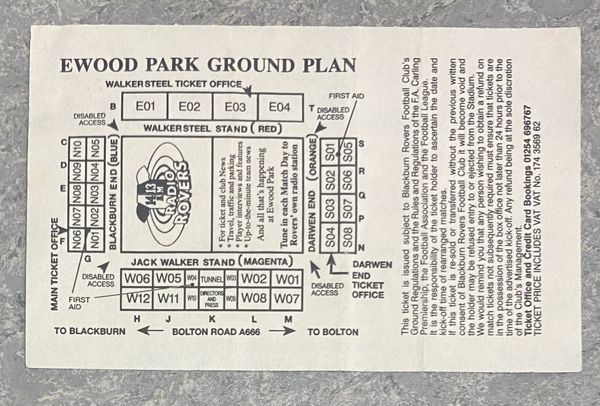 EWOOD PARK GROUND PLAN
WALKERSTEEL TICKET OFFICE
FIRST AID
B
E01 E02 E03 E04
T
DISABLED ACCESS
DISABLED ACCESS
WALKERSTEEL STAND (RED)
C
D
E
F
G
N10 N05
N09 N04
N08 N03
N07 N02
N06 N01
BLACKBURN END (BLUE)
1413 KM
RADIO
ROVERS
• For ticket and club News
• Travel, traffic and parking
• Player interviews and features
• Up-to-the-minute team news
And all that's happening
at Ewood Park
Tune in each Match Day to
Rovers' own radio station
DARWEN END (ORANGE)
S01 S05
S02 S06
S03 S07
S04 S08
S
R
Q
P
N
MAIN TICKET OFFICE
JACK WALKER STAND (MAGENTA)
DISABLED ACCESS
FIRST AID
W06 W05 W04 TUNNEL W03 W02 W01
W12 W11 W10 DIRECTORS AND PRESS W09 W08 W07
DISABLED ACCESS
DARWEN
END
TICKET
OFFICE
H J K L M
TO BLACKBURN BOLTON ROAD A666 TO BOLTON
This ticket is issued subject to Blackburn Rovers Football Club's
Ground Regulations and the Rules and Regulations of the F.A. Carling
Premiership, the Football Association and the Football League.
It is the responsibility of the ticket holder to ascertain the date and
kick-off time of rearranged matches.
If this ticket is re-sold or transferred without the previous written
consent of Blackburn Rovers Football Club it will become void and
the holder may be refused entry to or ejected from the Stadium.
We would remind you that any person wishing to obtain a refund on
match tickets not subsequently required must ensure that tickets are
in the possession of the box office not later than 24 hours prior to the
time of the advertised kick-off. Any refund being at the sole discretion
of the Club's Management.
Ticket Office and Credit Card Bookings 01254 696767
TICKET PRICE INCLUDES VAT VAT No. 174 3569 62